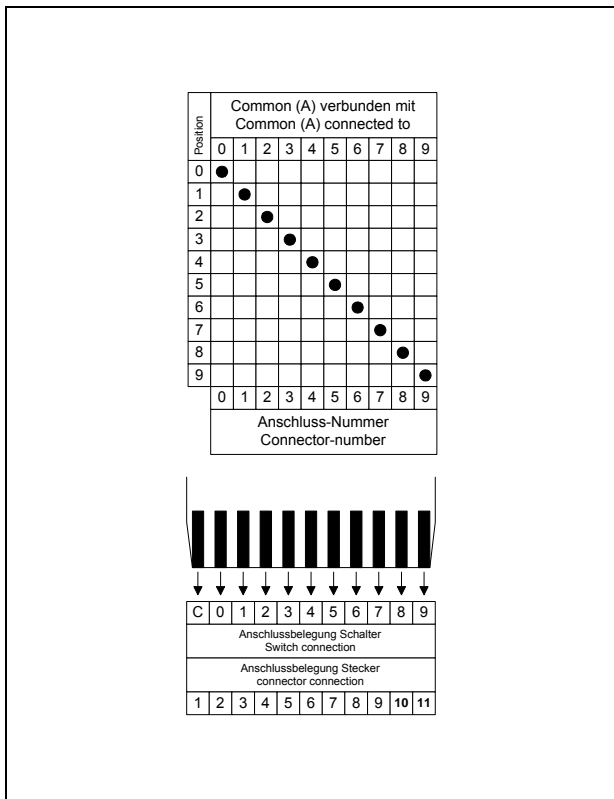 Position
Common (A) verbunden mit
Common (A) connected to
0 1 2 3 4 5 6 7 8 9
0
1
2
3
4
5
6
7
8
9
0 1 2 3 4 5 6 7 8 9
Anschluss-Nummer
Connector-number
C 0 1 2 3 4 5 6 7 8 9
Anschlussbelegung Schalter
Switch connection
Anschlussbelegung Stecker
connector connection
1 2 3 4 5 6 7 8 9 10 11